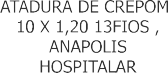 ATADURA DE CREPOM
10 X 1,20 13FIOS ,
ANAPOLIS
HOSPITALAR